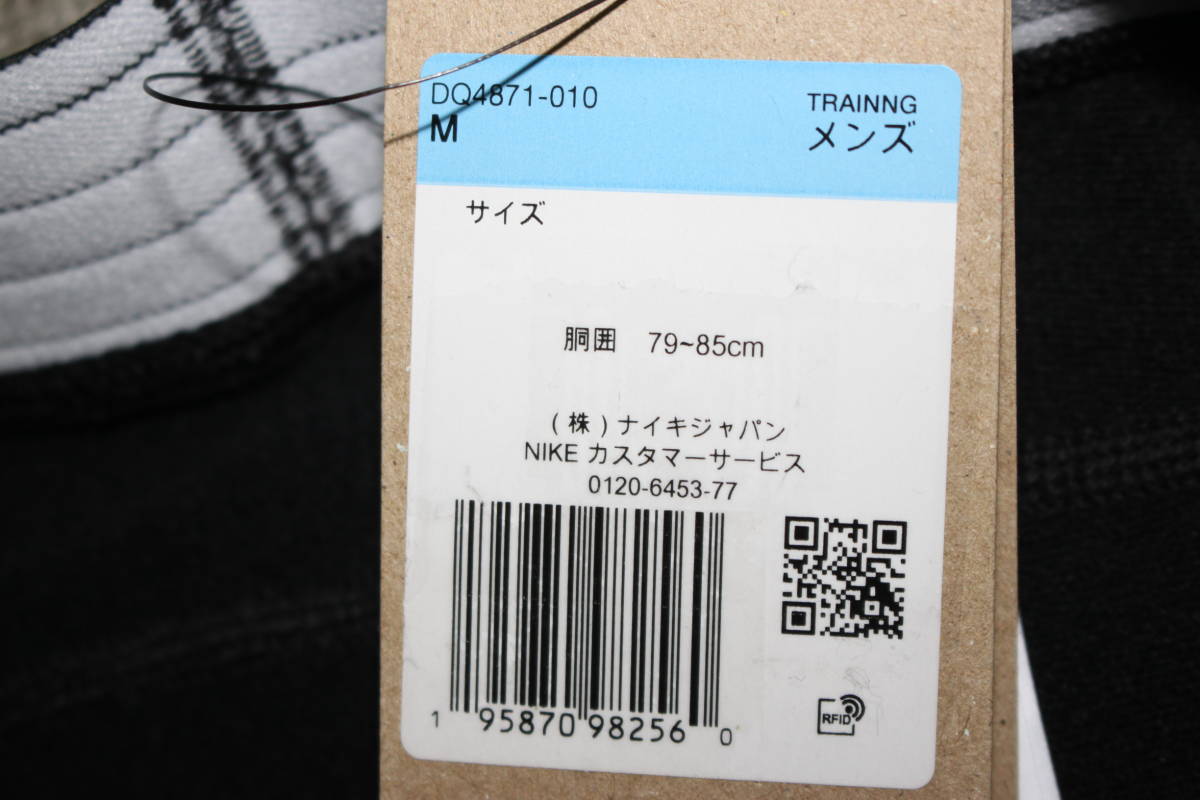 DQ4871-010
M
TRAINNG
メンズ
サイズ
胴囲 79~85cm
(株)ナイキジャパン
NIKE カスタマーサービス
0120-6453-77
1 95870 98256 0
RFID